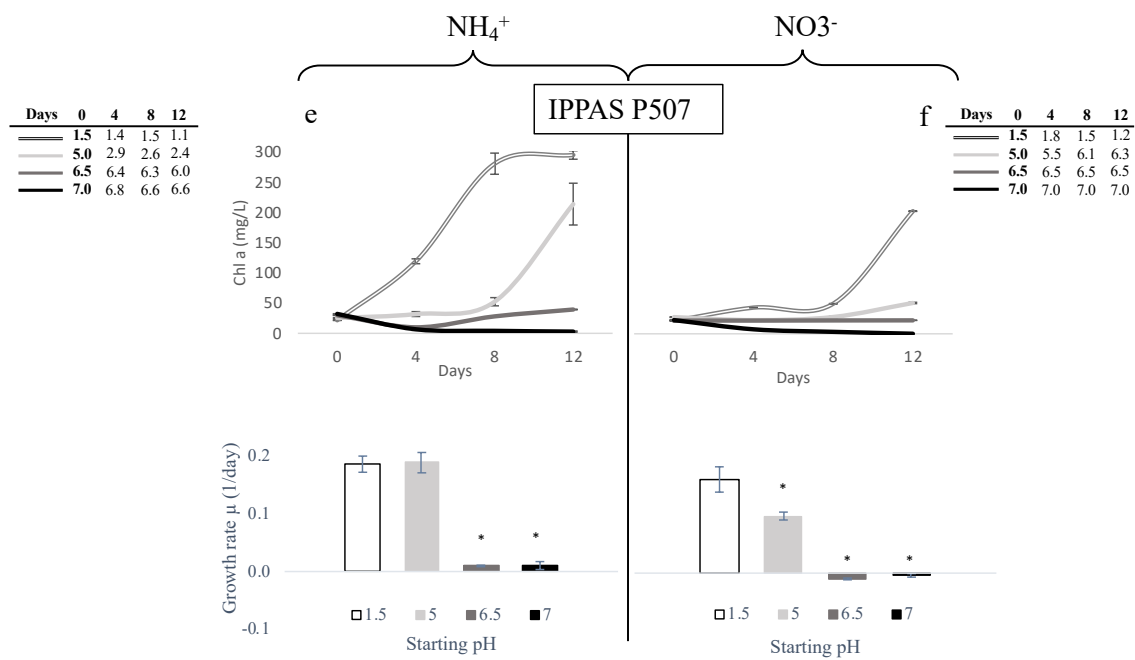 NH₄⁺ NO3⁻
IPPAS P507
e
f
Days 0 4 8 12
1.5 1.4 1.5 1.1
5.0 2.9 2.6 2.4
6.5 6.4 6.3 6.0
7.0 6.8 6.6 6.6
Days 0 4 8 12
1.5 1.8 1.5 1.2
5.0 5.5 6.1 6.3
6.5 6.5 6.5 6.5
7.0 7.0 7.0 7.0
Chl a (mg/L)
300
250
200
150
100
50
0
0 4 8 12
Days
0 4 8 12
Days
Growth rate μ (1/day)
0.2
0.1
0.0
-0.1
* *
* * *
1.5 5 6.5 7
Starting pH
1.5 5 6.5 7
Starting pH